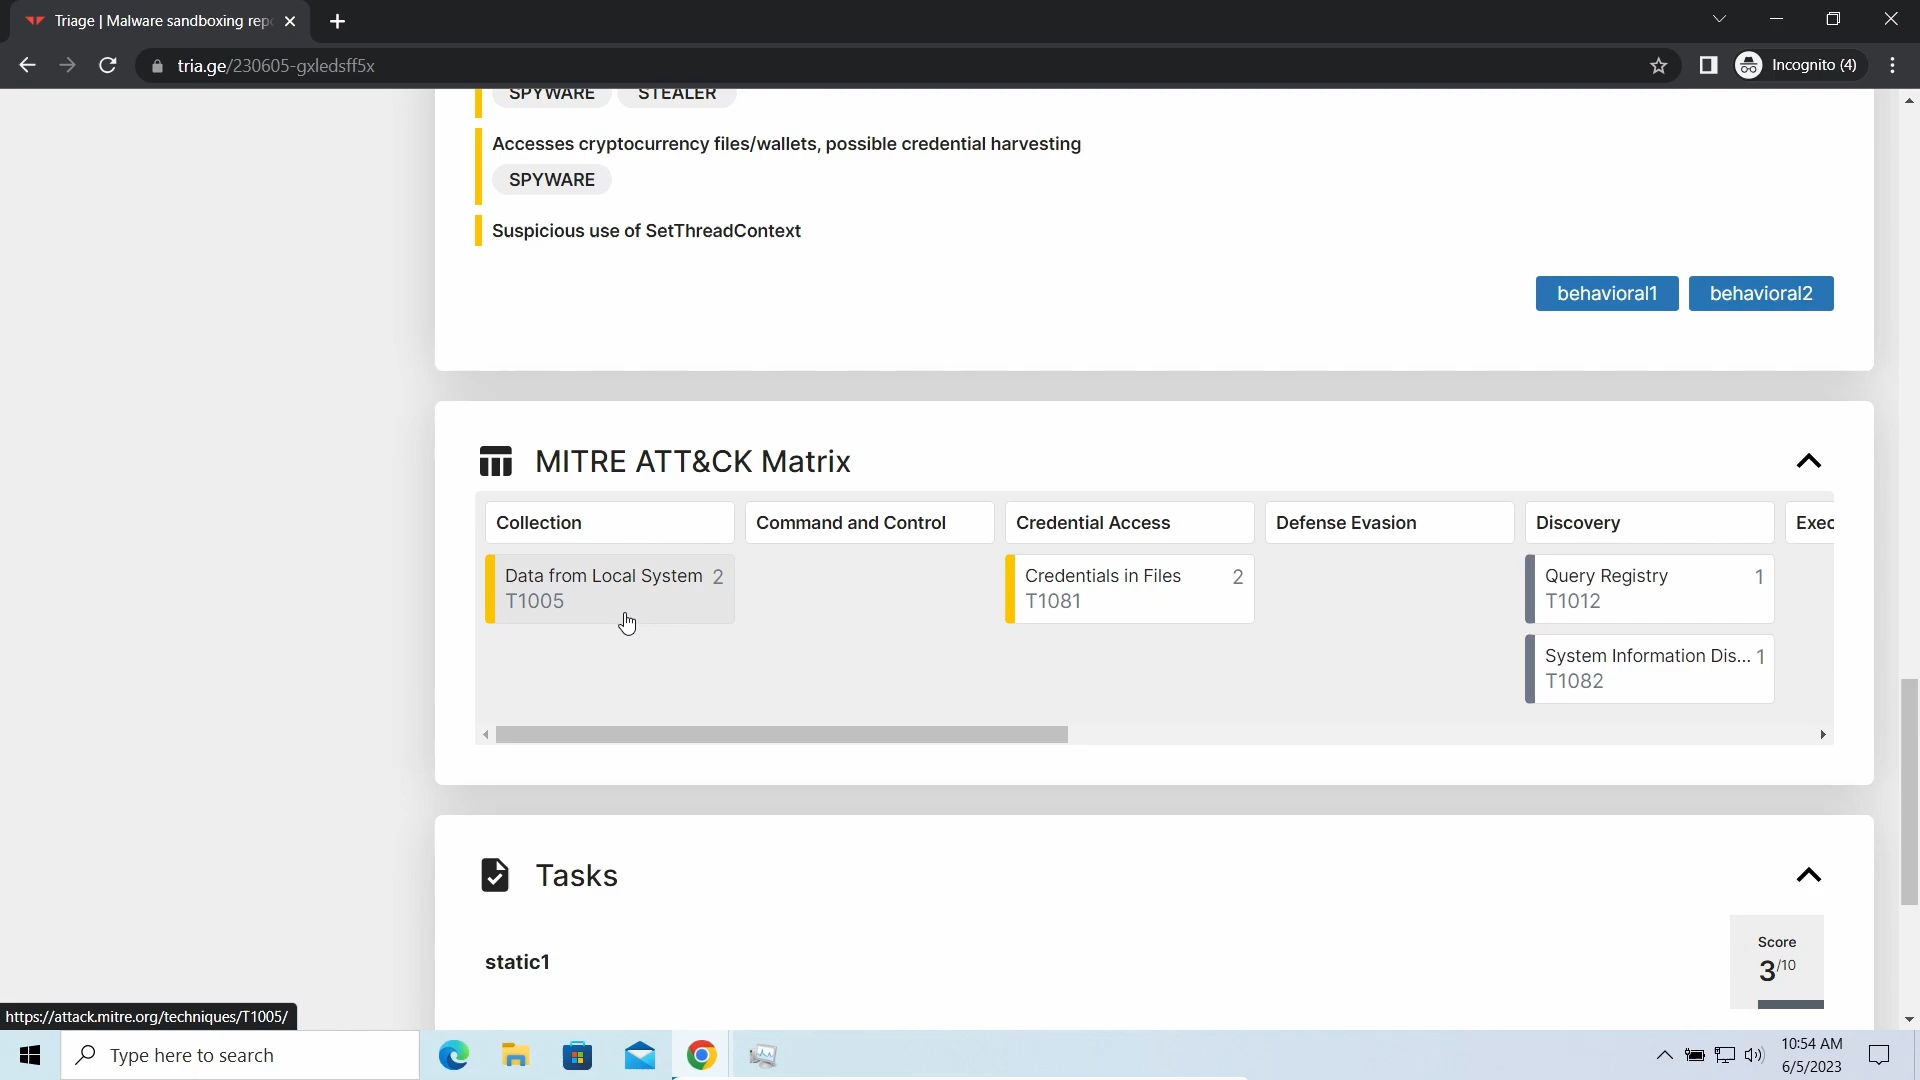 Triage | Malware sandboxing rep
tria.ge/230605-gxledsff5x
Incognito (4)
SPYWARE STEALER
Accesses cryptocurrency files/wallets, possible credential harvesting
SPYWARE
Suspicious use of SetThreadContext
behavioral1 behavioral2
MITRE ATT&CK Matrix
Collection Command and Control Credential Access Defense Evasion Discovery Exec
Data from Local System 2 Credentials in Files 2 Query Registry 1
T1005 T1081 T1012
System Information Dis... 1
T1082
Tasks
static1
Score
3/10
https://attack.mitre.org/techniques/T1005/
Type here to search
10:54 AM
6/5/2023